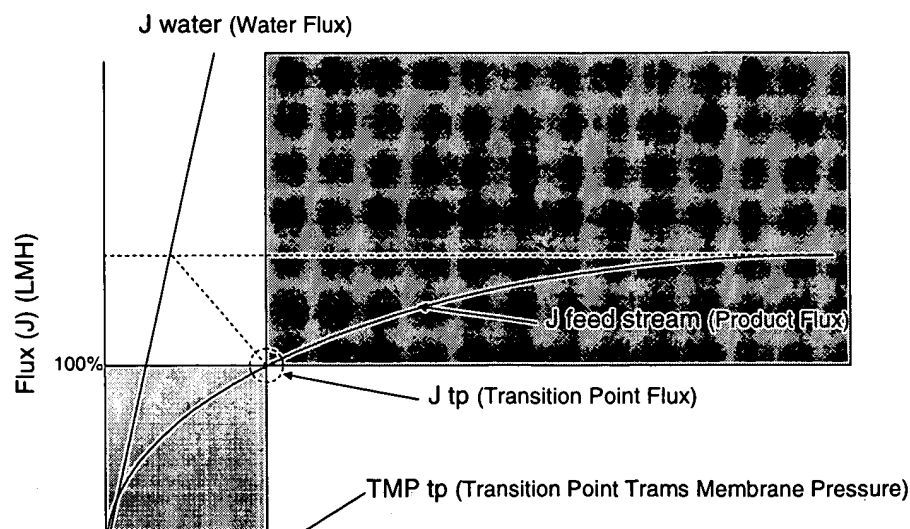 J water (Water Flux)
Flux (J) (LMH)
J feed stream (Product Flux)
100%
J tp (Transition Point Flux)
TMP tp (Transition Point Trams Membrane Pressure)